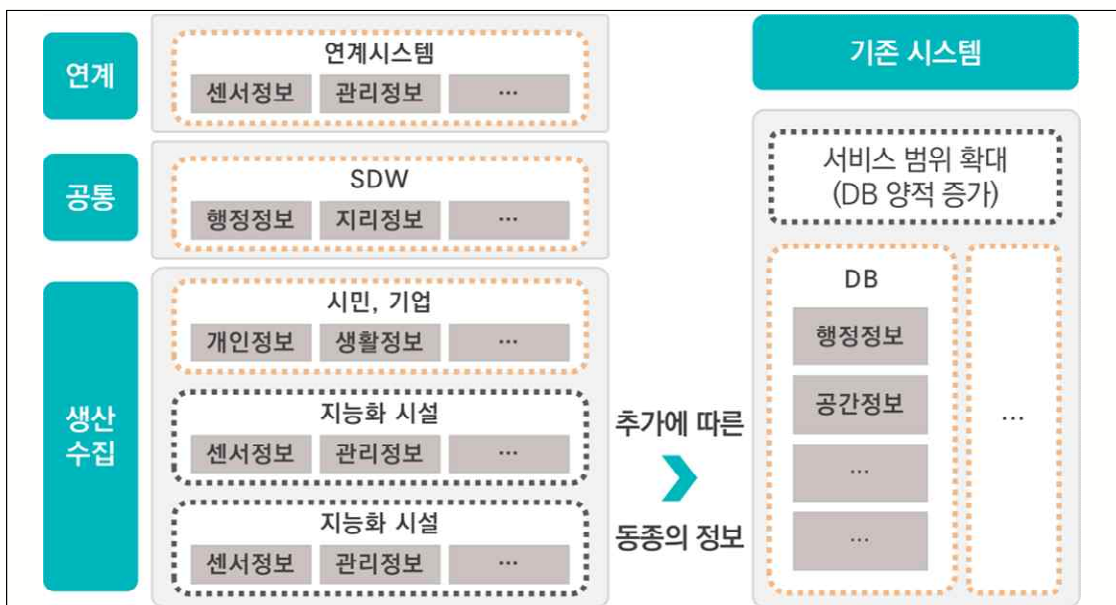 연계
연계시스템
센서정보 관리정보 …
공통
SDW
행정정보 지리정보 …
생산
수집
시민, 기업
개인정보 생활정보 …
지능화 시설
센서정보 관리정보 …
지능화 시설
센서정보 관리정보 …
추가에 따른
동종의 정보
기존 시스템
서비스 범위 확대
(DB 양적 증가)
DB
행정정보
공간정보
…
…
…